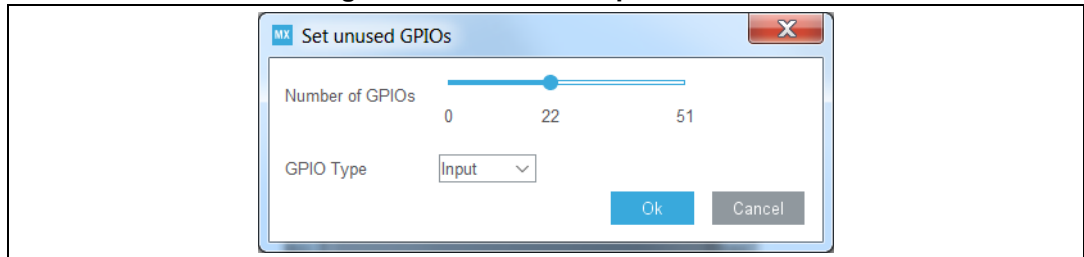 MX Set unused GPIOs X
Number of GPIOs
0 22 51
GPIO Type Input
Ok Cancel